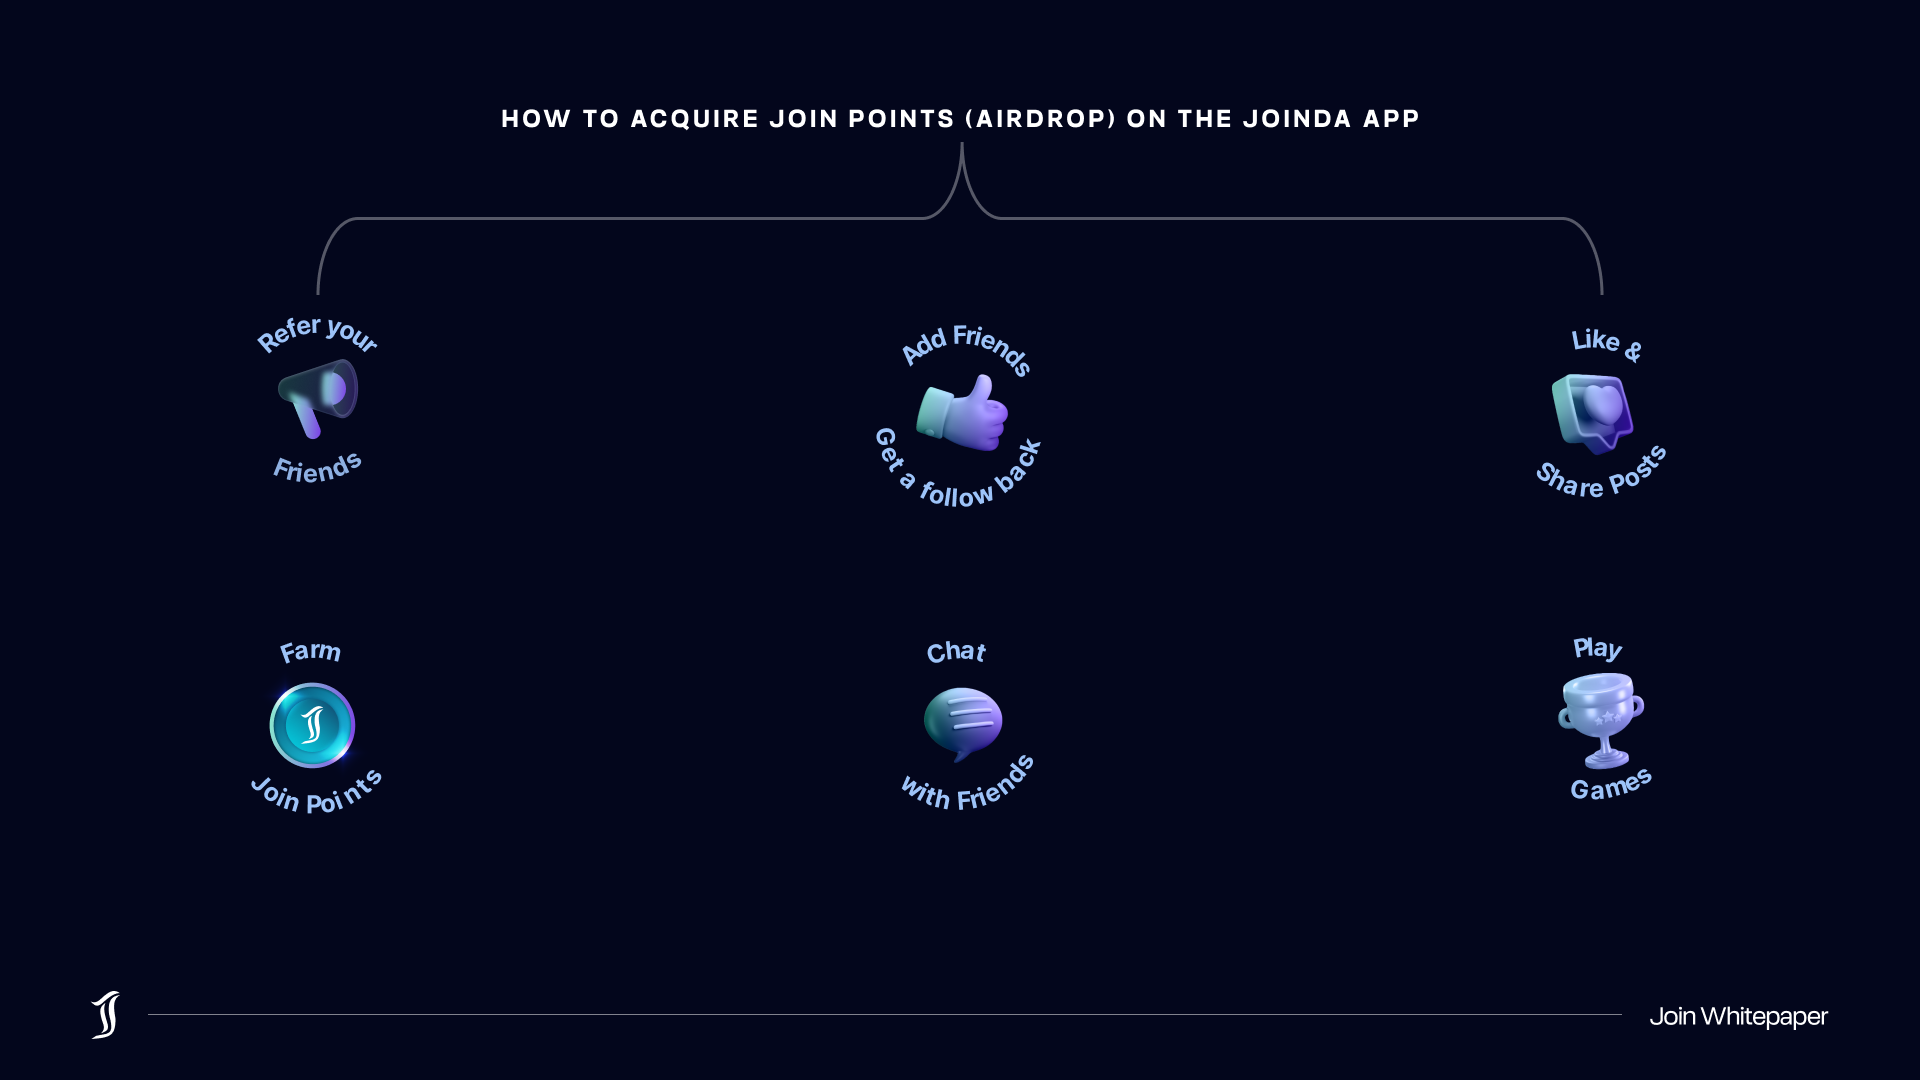 HOW TO ACQUIRE JOIN POINTS (AIRDROP) ON THE JOINDA APP
Refer your
Friends
Add Friends
Get a follow back
Like &
Share Posts
Farm
Join Points
Chat
with Friends
Play
Games
Join Whitepaper